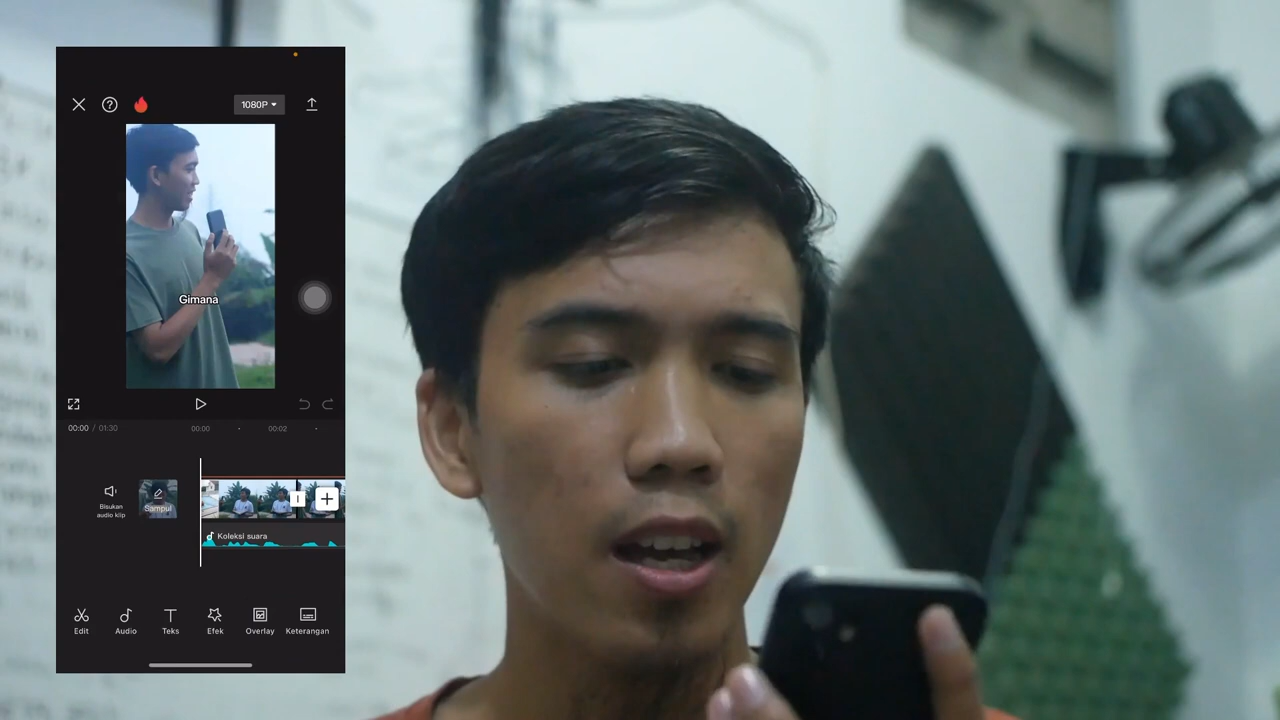 1080P
Gimana
00:00 / 01:30
00:00
00:02
Bisukan
audio klip
Sampul
Koleksi suara
Edit
Audio
Teks
Efek
Overlay
Keterangan